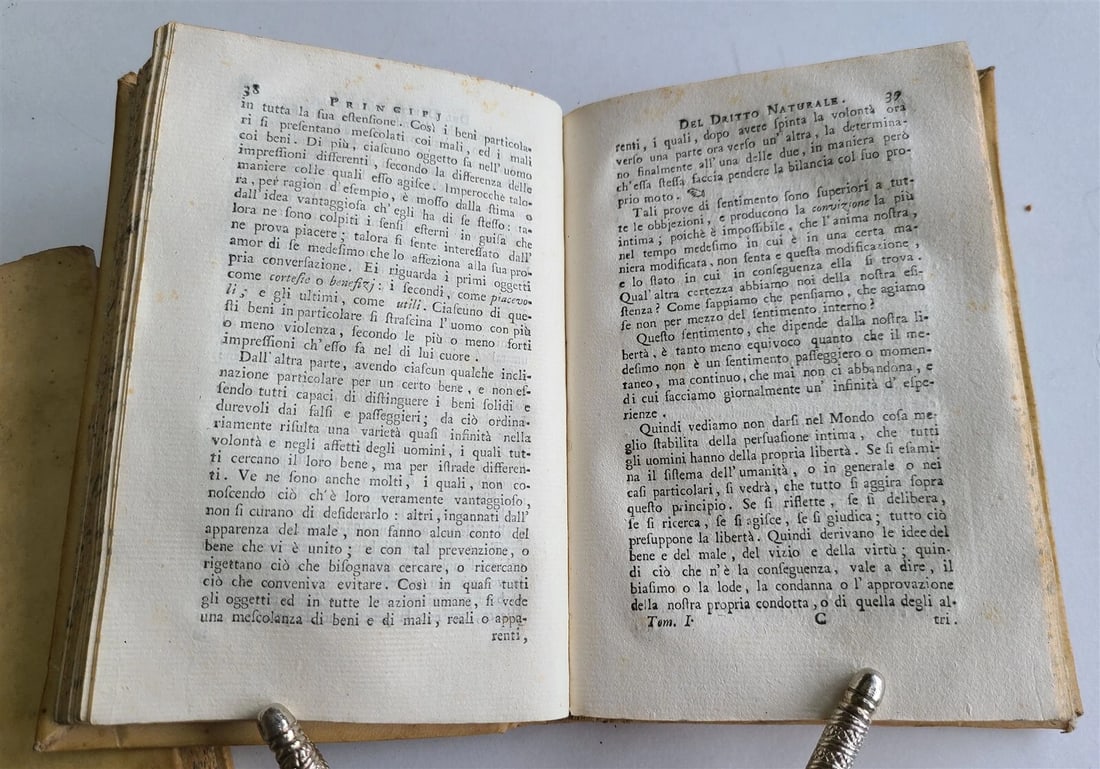 38
PRINCIPJ
in tutta la ſua eſtenſione. Così i beni particola-
ri ſi preſentano meſcolati coi mali, ed i mali
coi beni. Di più, ciaſcuno oggetto fa nell'uomo
impreſſioni differenti, ſecondo la differenza delle
maniere colle quali eſſo agiſce. Imperocchè talo-
ra, per ragion d'eſempio, è moſſo dalla ſtima o
dall'idea vantaggioſa ch'egli ha di ſe ſteſſo: ta-
lora ne ſono colpiti i ſenſi eſterni in guiſa che
ne prova piacere; talora ſi ſente intereſſato dall'
amor di ſe medeſimo che lo affeziona alla ſua pro-
pria converſazione. Ei riguarda i primi oggetti
come corteſie o benefizj: i ſecondi, come piacevo-
li; e gli ultimi, come utili. Ciaſcuno di que-
ſti beni in particolare ſi ſtraſcina l'uomo con più
o meno violenza, ſecondo le più o meno forti
impreſſioni ch'eſſo fa nel di lui cuore.
Dall'altra parte, avendo ciaſcun qualche incli-
nazione particolare per un certo bene, e non eſ-
ſendo tutti capaci di diſtinguere i beni ſolidi e
durevoli dai falſi e paſſeggieri; da ciò ordina-
riamente riſulta una varietà quaſi infinità nella
volontà e negli affetti degli uomini, i quali tut-
ti cercano il loro bene, ma per iſtrade differen-
ti. Ve ne ſono anche molti, i quali, non co-
noſcendo ciò ch'è loro veramente vantaggioſo,
non ſi curano di deſiderarlo: altri, ingannati dall'
apparenza del male, non fanno alcun conto del
bene che vi è unito; e con tal prevenzione, o
rigettano ciò che biſognava cercare, o ricercano
ciò che conveniva evitare. Così in quaſi tutti
gli oggetti ed in tutte le azioni umane, ſi vede
una meſcolanza di beni e di mali, reali o appa-
renti,
DEL DRITTO NATURALE. 39
renti, i quali, dopo avere ſpinta la volontà ora
verſo una parte ora verſo un'altra, la determina-
no finalmente all'una delle due, in maniera però
ch'eſſa ſteſſa faccia pendere la bilancia col ſuo pro-
prio moto.
Tali prove di ſentimento ſono ſuperiori a tut-
te le obbjezioni, e producono la convizione la più
intima; poichè è impoſſibile, che l'anima noſtra,
nel tempo medeſimo in cui è in una certa ma-
niera modificata, non ſenta e queſta modificazione,
e lo ſtato in cui in conſeguenza ella ſi trova.
Qual'altra certezza abbiamo noi della noſtra eſi-
ſtenza? Come ſappiamo che penſiamo, che agiamo
ſe non per mezzo del ſentimento interno?
Queſto ſentimento, che dipende dalla noſtra li-
bertà, è tanto meno equivoco quanto che il me-
deſimo non è un ſentimento paſſeggiero o momen-
taneo, ma continuo, che mai non ci abbandona, e
di cui facciamo giornalmente un' infinità d' eſpe-
rienze.
Quindi vediamo non darſi nel Mondo coſa me-
glio ſtabilita della perſuaſione intima, che tutti
gli uomini hanno della propria libertà. Se ſi eſami-
na il ſiſtema dell'umanità, o in generale o nei
caſi particolari, ſi vedrà, che tutto ſi aggira ſopra
queſto principio. Se ſi riflette, ſe ſi delibera,
ſe ſi ricerca, ſe ſi agiſce, ſe ſi giudica; tutto ciò
preſuppone la libertà. Quindi derivano le idee del
bene e del male, del vizio e della virtù; quin-
di ciò che n'è la conſeguenza, vale a dire, il
biaſimo o la lode, la condanna o l'approvazione
della noſtra propria condotta, o di quella degli al-
Tom. I. C tri.